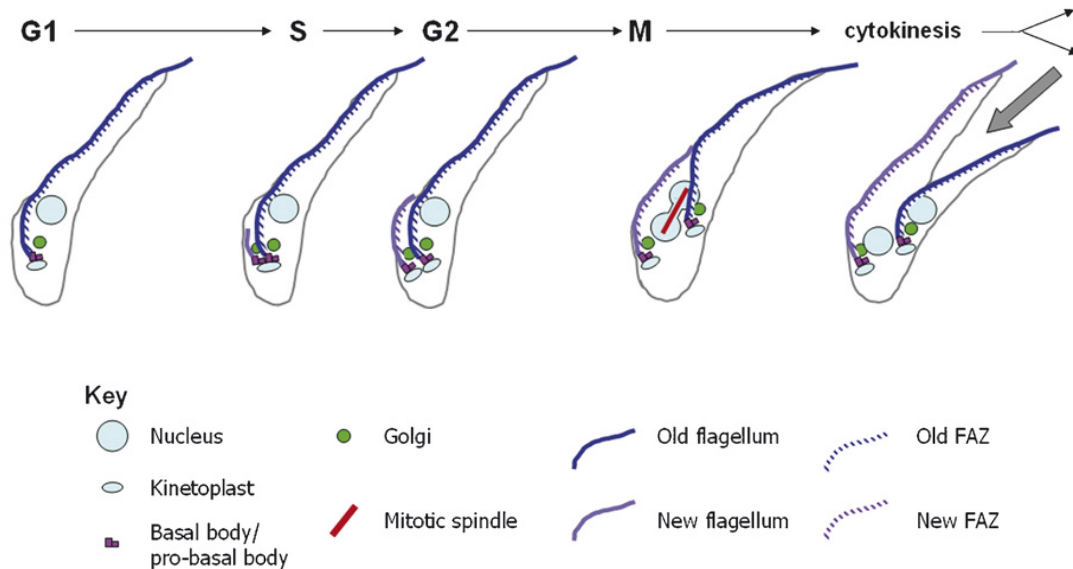 G1 S G2 M cytokinesis
Key
Nucleus
Golgi
Old flagellum
Old FAZ
Kinetoplast
Mitotic spindle
New flagellum
New FAZ
Basal body/
pro-basal body